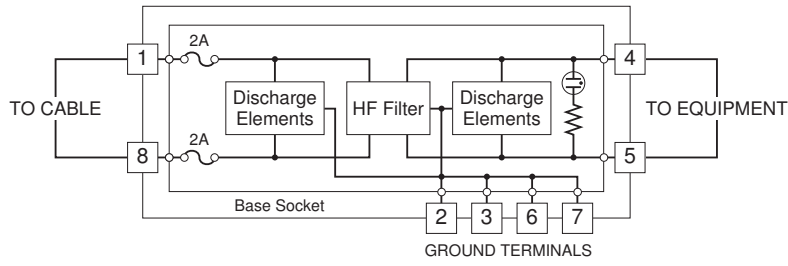 2A
1
4
TO CABLE
Discharge
Elements
HF Filter
Discharge
Elements
TO EQUIPMENT
2A
8
5
Base Socket
2
3
6
7
GROUND TERMINALS